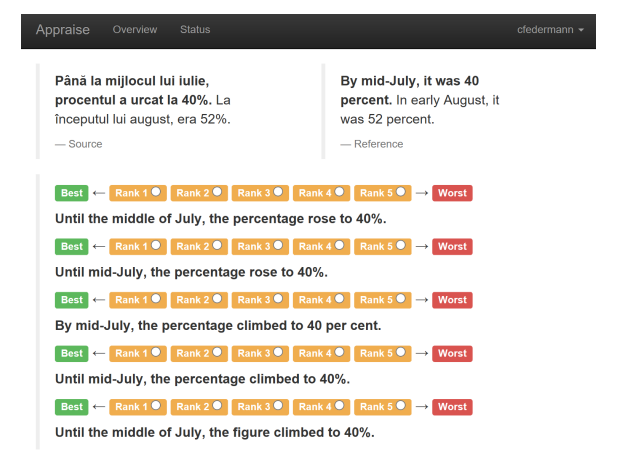 Appraise Overview Status cfedermann
Până la mijlocul lui iulie,
procentul a urcat la 40%. La
începutul lui august, era 52%.
— Source
By mid-July, it was 40
percent. In early August, it
was 52 percent.
— Reference
Best ← Rank 1 Rank 2 Rank 3 Rank 4 Rank 5 → Worst
Until the middle of July, the percentage rose to 40%.
Best ← Rank 1 Rank 2 Rank 3 Rank 4 Rank 5 → Worst
Until mid-July, the percentage rose to 40%.
Best ← Rank 1 Rank 2 Rank 3 Rank 4 Rank 5 → Worst
By mid-July, the percentage climbed to 40 per cent.
Best ← Rank 1 Rank 2 Rank 3 Rank 4 Rank 5 → Worst
Until mid-July, the percentage climbed to 40%.
Best ← Rank 1 Rank 2 Rank 3 Rank 4 Rank 5 → Worst
Until the middle of July, the figure climbed to 40%.